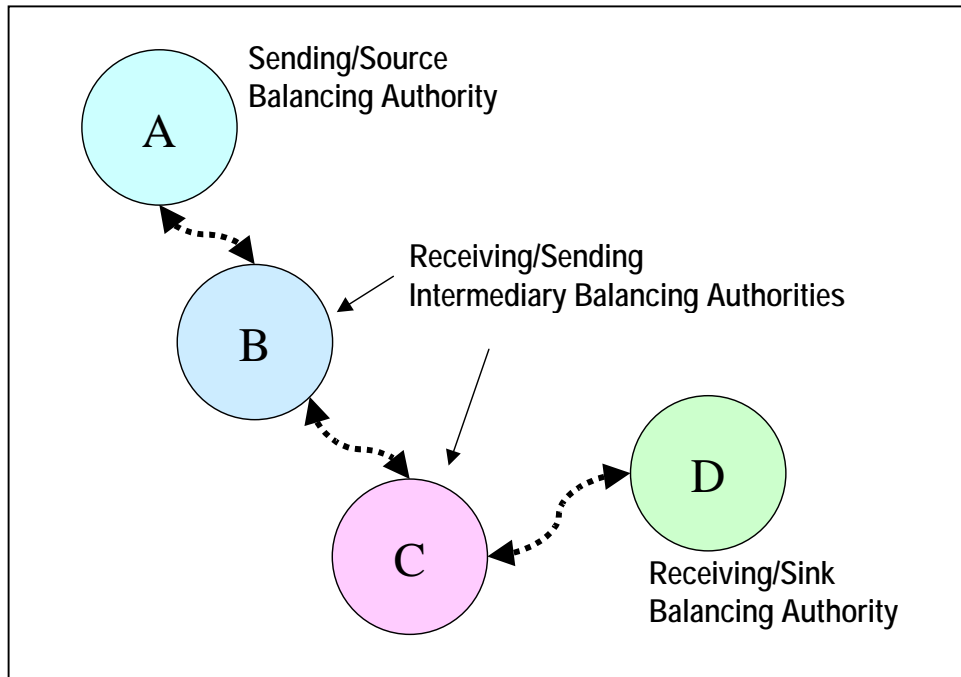 Sending/Source
Balancing Authority
A
Receiving/Sending
Intermediary Balancing Authorities
B
D
C
Receiving/Sink
Balancing Authority